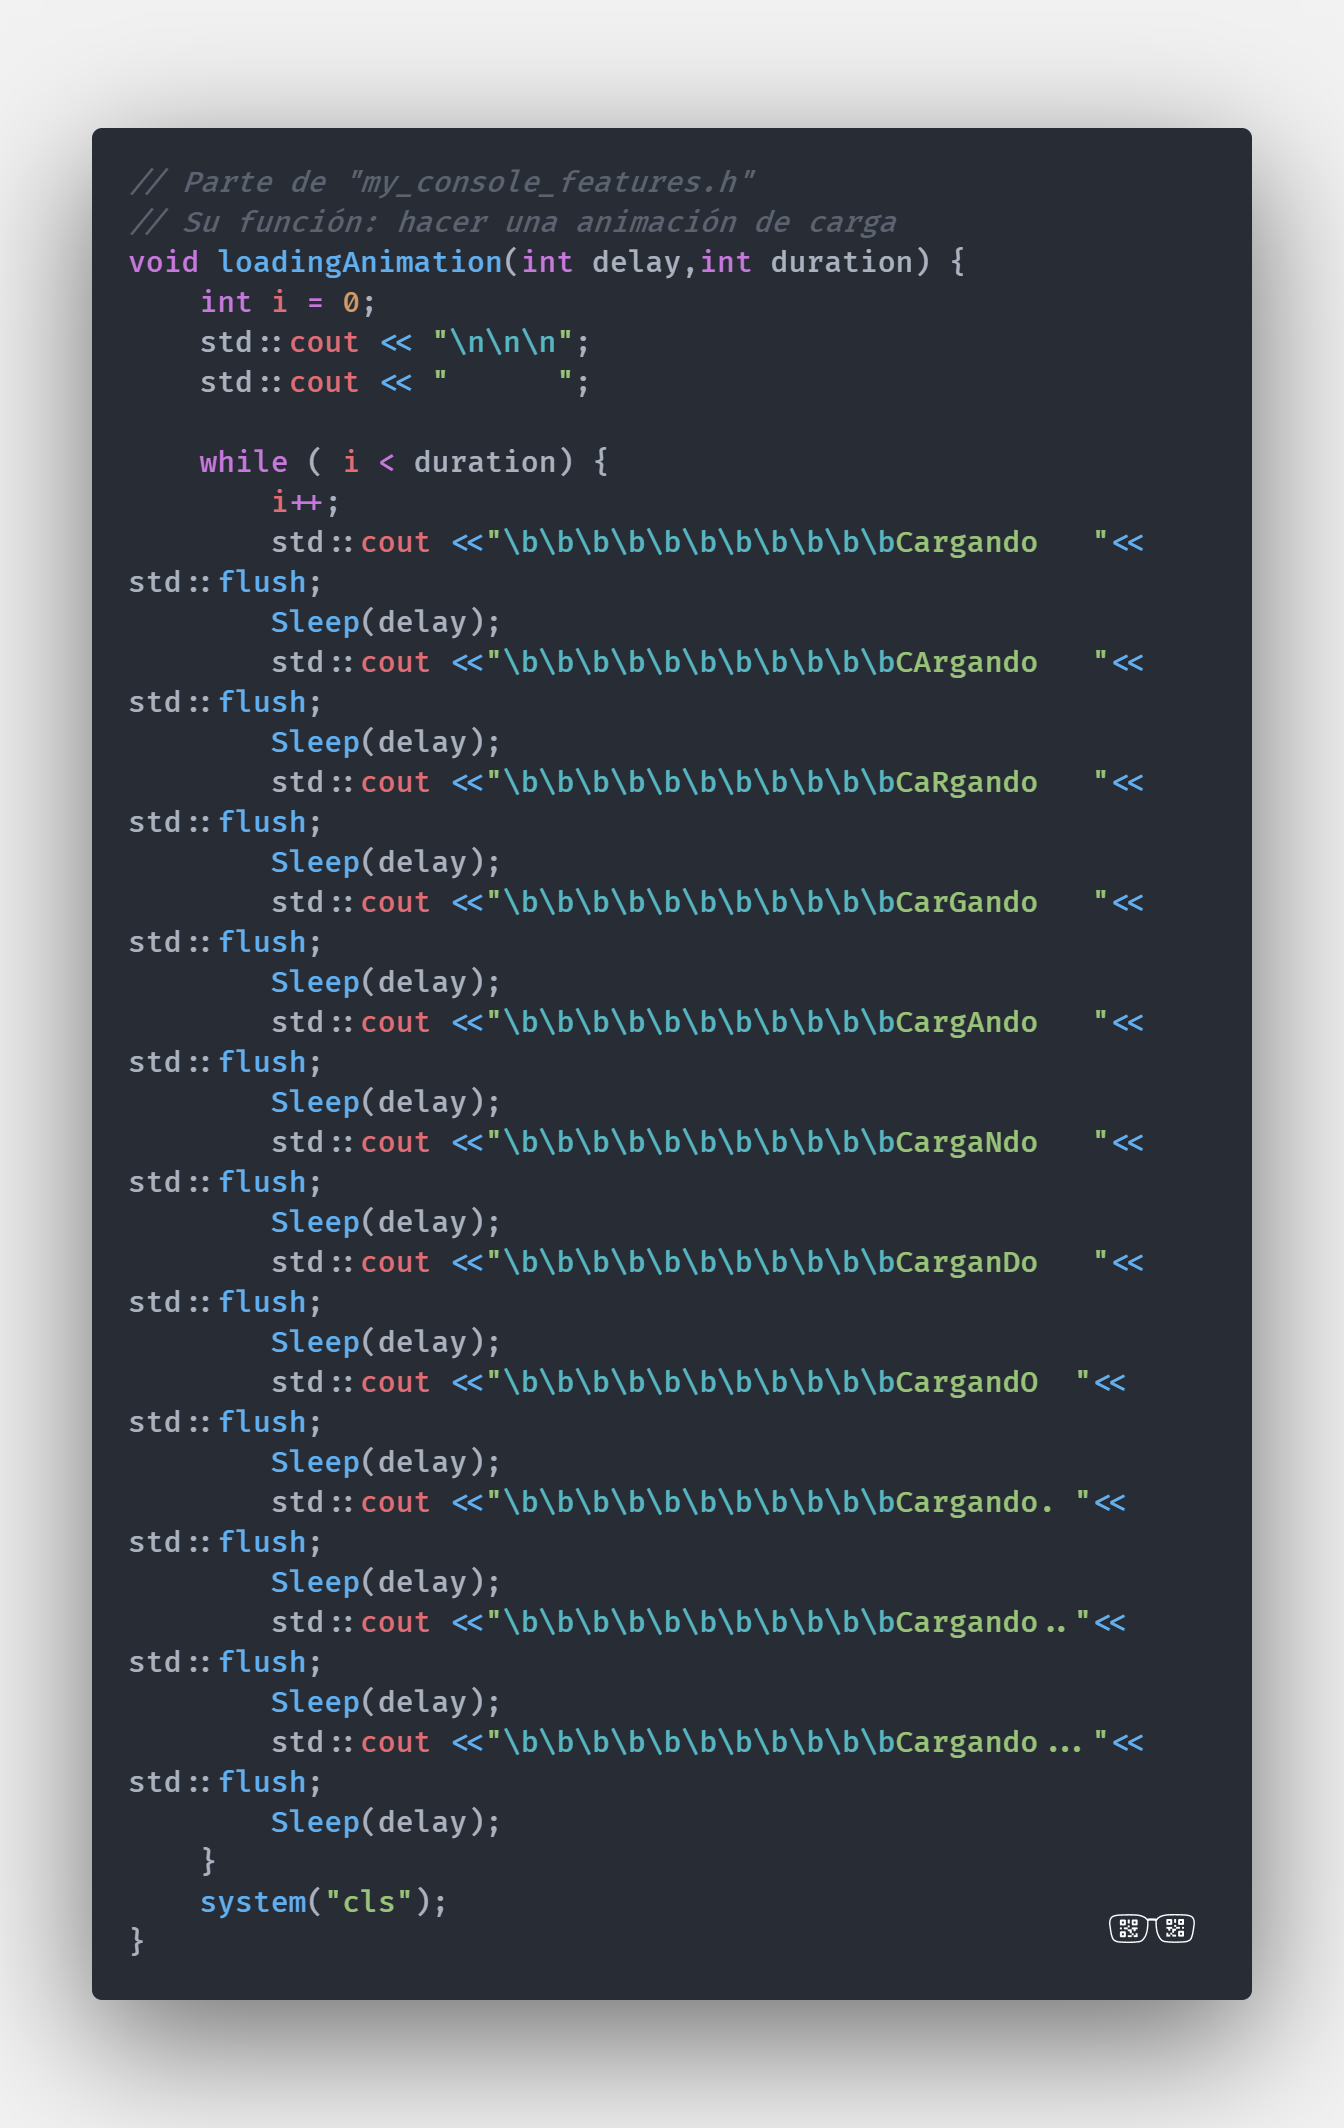 // Parte de "my_console_features.h"
// Su función: hacer una animación de carga
void loadingAnimation(int delay,int duration) {
    int i = 0;
    std::cout << "\n\n\n";
    std::cout << "      ";

    while ( i < duration) {
        i++;
        std::cout <<"\b\b\b\b\b\b\b\b\b\b\bCargando   "<<
std::flush;
        Sleep(delay);
        std::cout <<"\b\b\b\b\b\b\b\b\b\b\bCArgando   "<<
std::flush;
        Sleep(delay);
        std::cout <<"\b\b\b\b\b\b\b\b\b\b\bCaRgando   "<<
std::flush;
        Sleep(delay);
        std::cout <<"\b\b\b\b\b\b\b\b\b\b\bCarGando   "<<
std::flush;
        Sleep(delay);
        std::cout <<"\b\b\b\b\b\b\b\b\b\b\bCargAndo   "<<
std::flush;
        Sleep(delay);
        std::cout <<"\b\b\b\b\b\b\b\b\b\b\bCargaNdo   "<<
std::flush;
        Sleep(delay);
        std::cout <<"\b\b\b\b\b\b\b\b\b\b\bCarganDo   "<<
std::flush;
        Sleep(delay);
        std::cout <<"\b\b\b\b\b\b\b\b\b\b\bCargandO  "<<
std::flush;
        Sleep(delay);
        std::cout <<"\b\b\b\b\b\b\b\b\b\b\bCargando. "<<
std::flush;
        Sleep(delay);
        std::cout <<"\b\b\b\b\b\b\b\b\b\b\bCargando.."<<
std::flush;
        Sleep(delay);
        std::cout <<"\b\b\b\b\b\b\b\b\b\b\bCargando..."<<
std::flush;
        Sleep(delay);
    }
    system("cls");
}